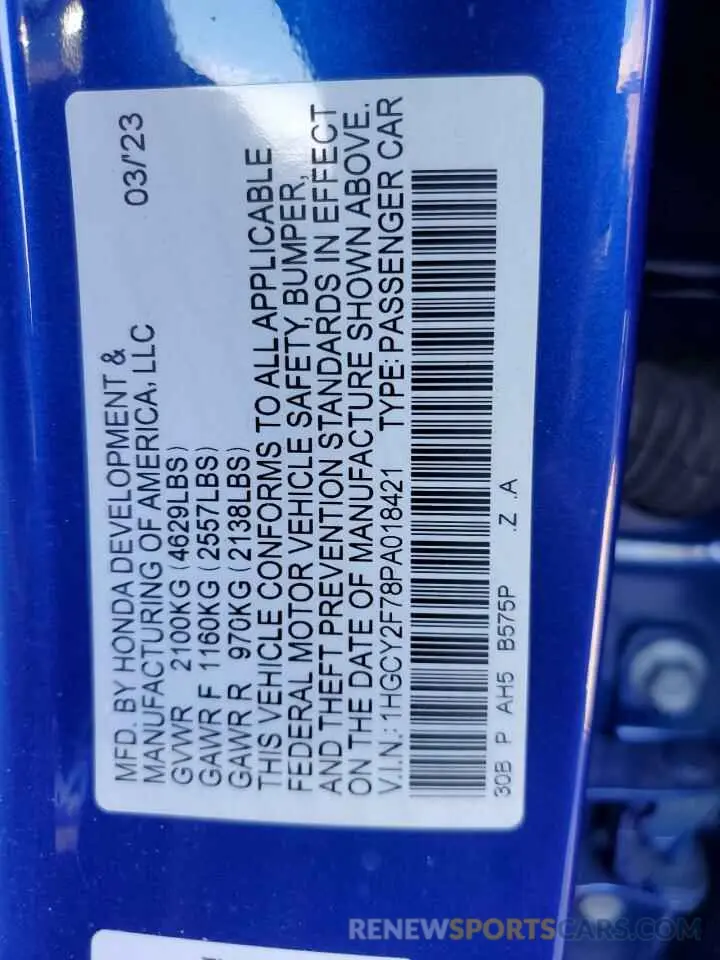 MFD. BY HONDA DEVELOPMENT &
MANUFACTURING OF AMERICA, LLC 03/'23
GVWR 2100KG (4629LBS)
GAWR F 1160KG (2557LBS)
GAWR R 970KG (2138LBS)
THIS VEHICLE CONFORMS TO ALL APPLICABLE
FEDERAL MOTOR VEHICLE SAFETY, BUMPER,
AND THEFT PREVENTION STANDARDS IN EFFECT
ON THE DATE OF MANUFACTURE SHOWN ABOVE.
V.I.N.: 1HGCY2F78PA018421 TYPE: PASSENGER CAR
30B P AH5 B575P .Z .A
RENEWSPORTSCARS.COM